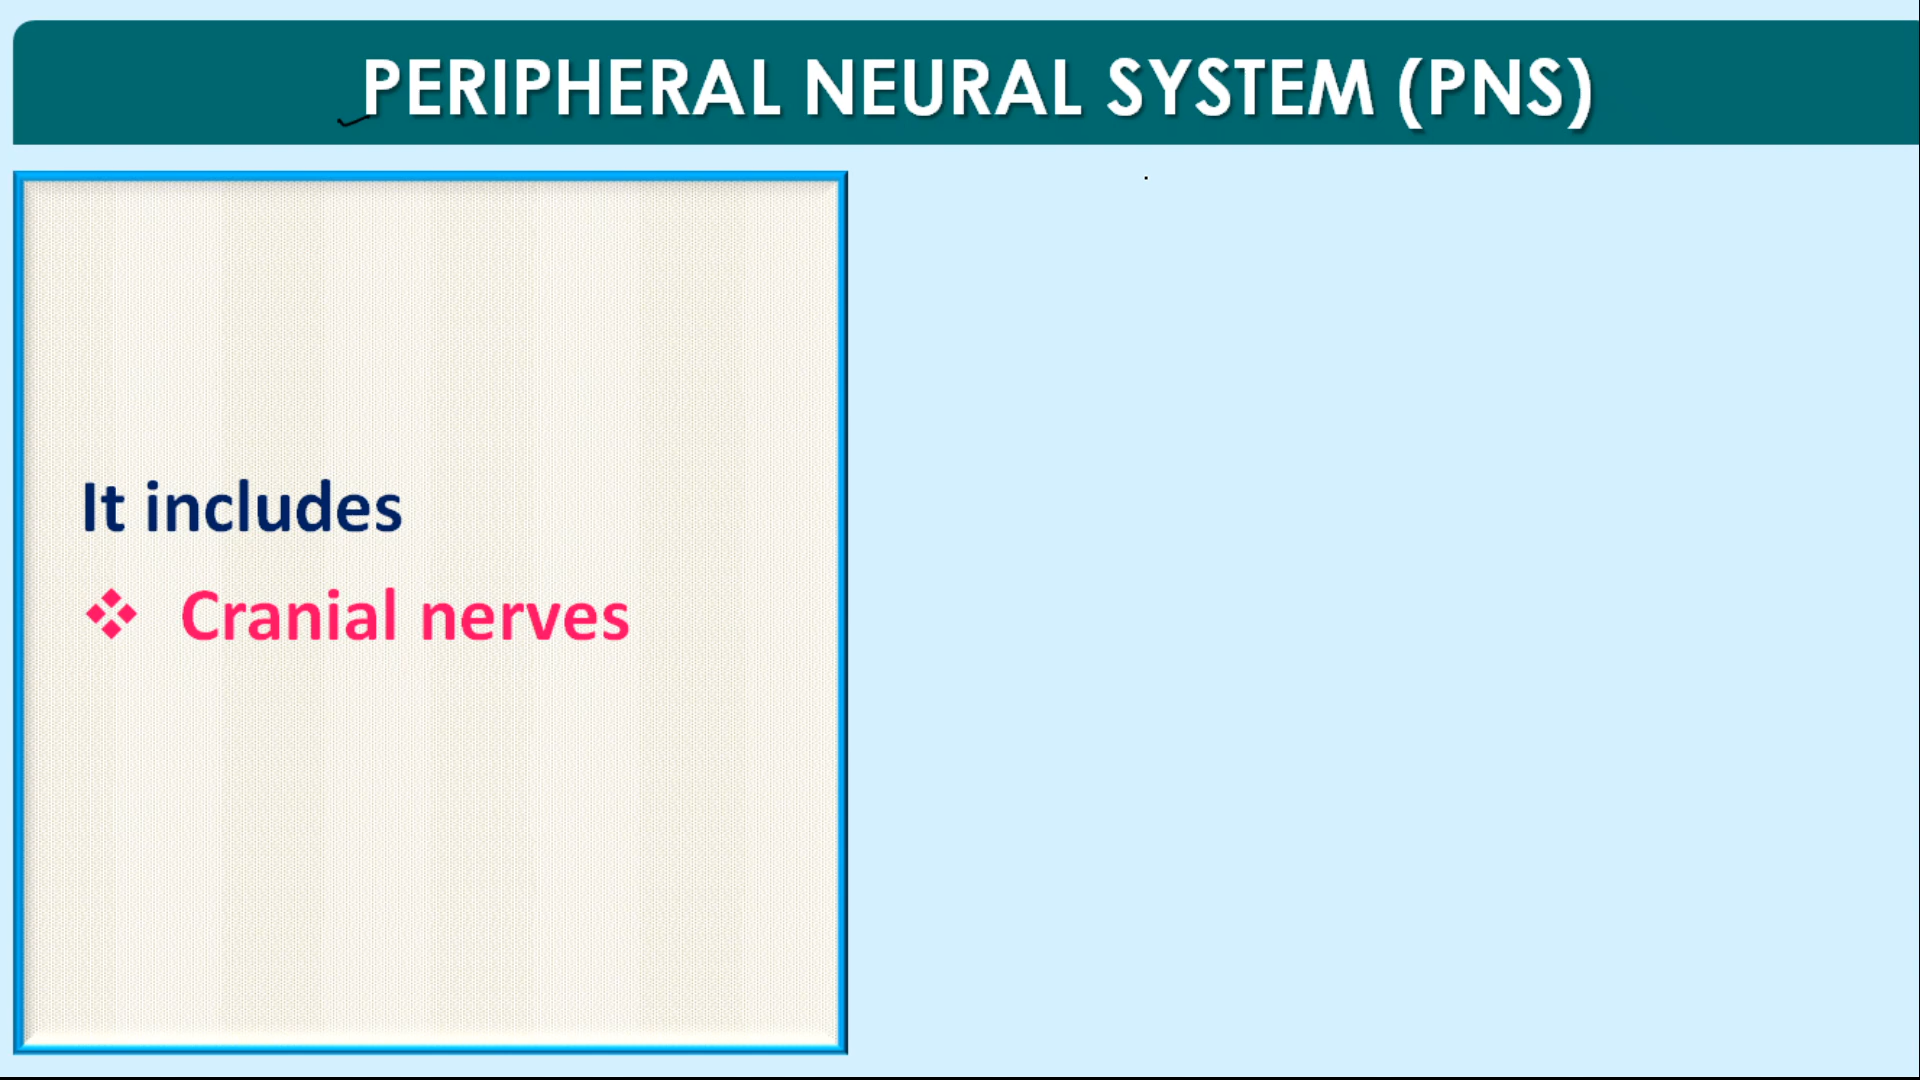 PERIPHERAL NEURAL SYSTEM (PNS)
It includes
❖ Cranial nerves